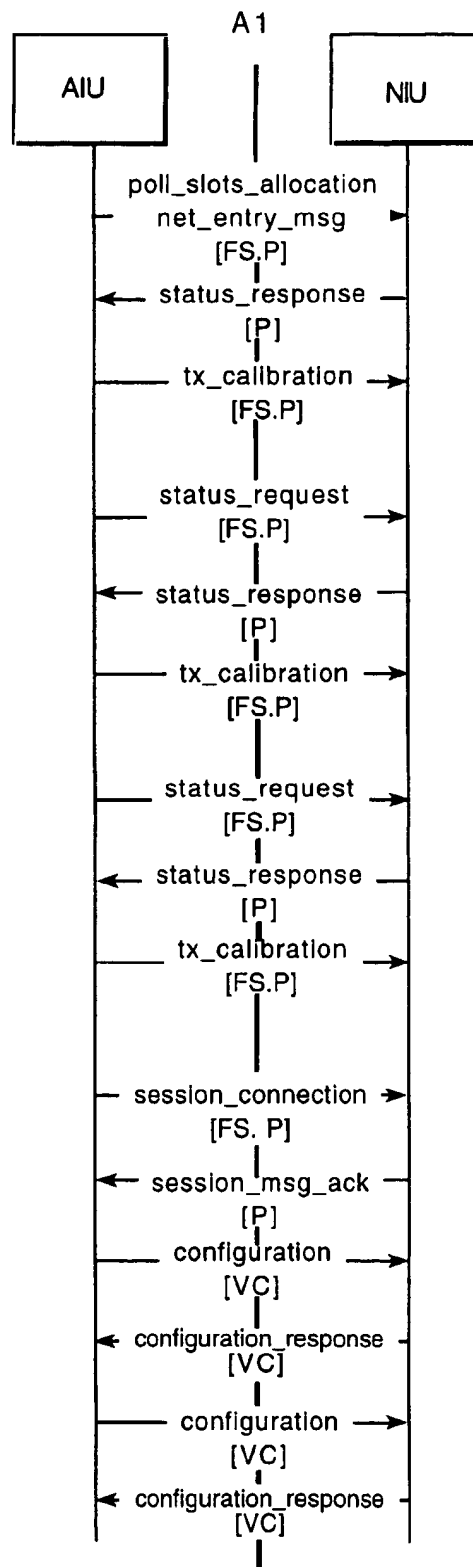 A1
AIU
NIU
poll_slots_allocation
net_entry_msg
[FS.P]
status_response
[P]
tx_calibration
[FS.P]
status_request
[FS.P]
status_response
[P]
tx_calibration
[FS.P]
status_request
[FS.P]
status_response
[P]
tx_calibration
[FS.P]
session_connection
[FS. P]
session_msg_ack
[P]
configuration
[VC]
configuration_response
[VC]
configuration
[VC]
configuration_response
[VC]